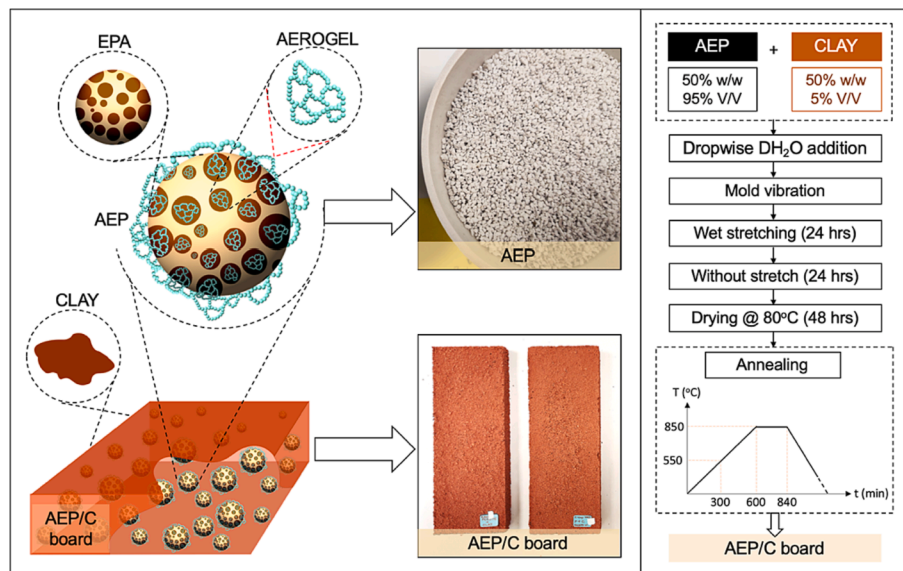 EPA
AEROGEL
AEP
CLAY
AEP/C
board
AEP
AEP/C board
AEP
+
CLAY
50% w/w
95% V/V
50% w/w
5% V/V
Dropwise DH₂O addition
Mold vibration
Wet stretching (24 hrs)
Without stretch (24 hrs)
Drying @ 80°C (48 hrs)
Annealing
T (°C)
850
550
300
600
840
t (min)
AEP/C board